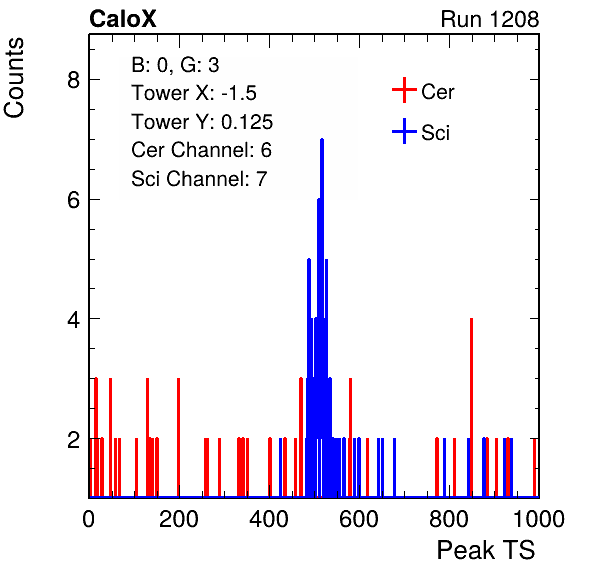 CaloX
Run 1208
Counts
B: 0, G: 3
Tower X: -1.5
Tower Y: 0.125
Cer Channel: 6
Sci Channel: 7
Cer
Sci
8
6
4
2
0 200 400 600 800 1000
Peak TS